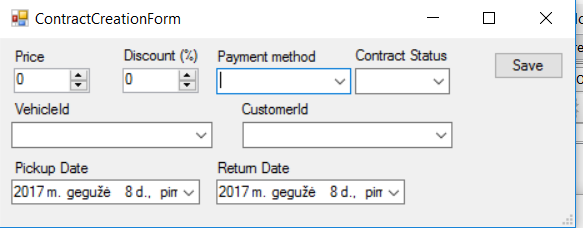 ContractCreationForm
Price
Discount (%)
Payment method
Contract Status
0
0
Save
VehicleId
CustomerId
Pickup Date
Return Date
2017 m. gegužė 8 d.,
2017 m. gegužė 8 d.,